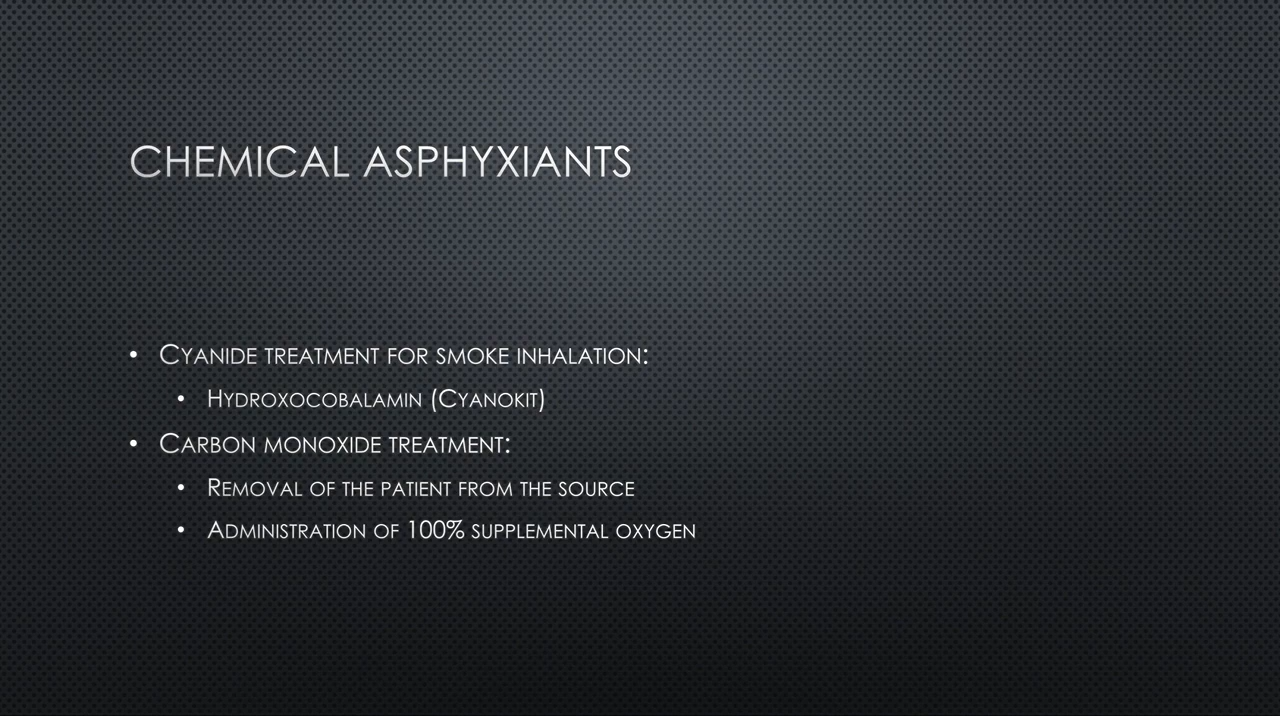 CHEMICAL ASPHYXIANTS
• CYANIDE TREATMENT FOR SMOKE INHALATION:
• HYDROXOCOBALAMIN (CYANOKIT)
• CARBON MONOXIDE TREATMENT:
• REMOVAL OF THE PATIENT FROM THE SOURCE
• ADMINISTRATION OF 100% SUPPLEMENTAL OXYGEN